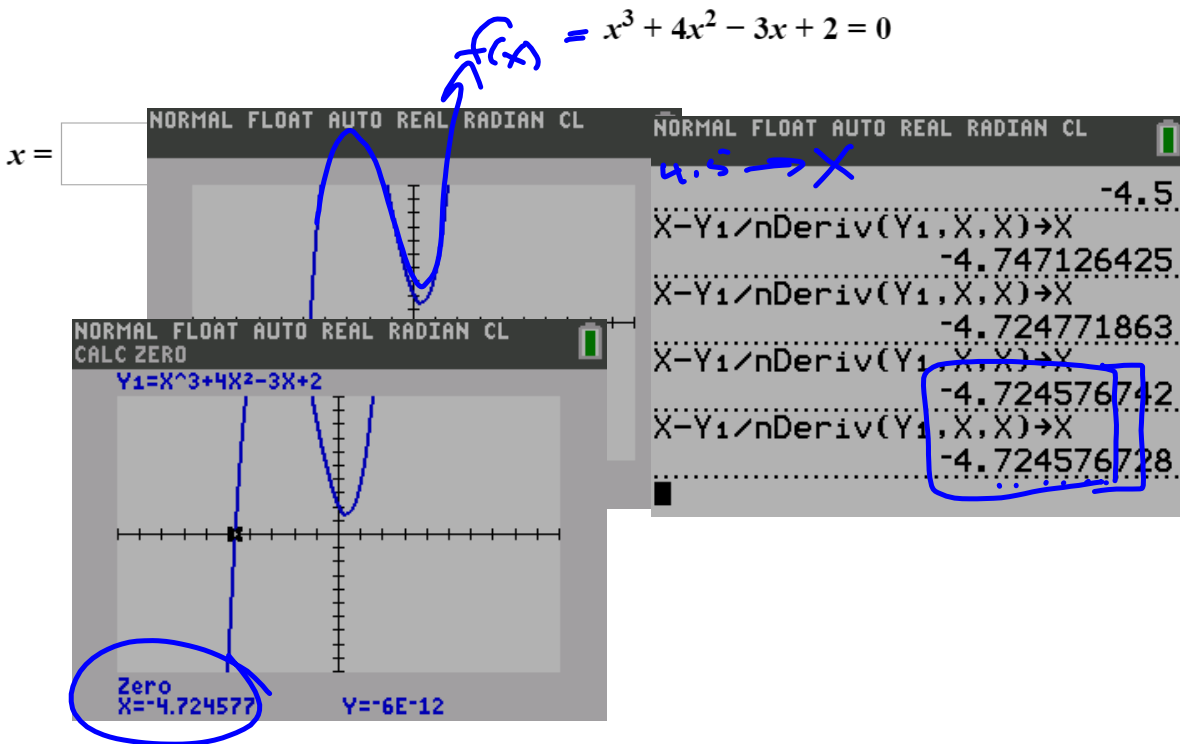 f(x) = x³ + 4x² − 3x + 2 = 0
x =
NORMAL FLOAT AUTO REAL RADIAN CL
NORMAL FLOAT AUTO REAL RADIAN CL
CALC ZERO
Y₁=X^3+4X²-3X+2
Zero
X=-4.724577 Y=-6E-12
NORMAL FLOAT AUTO REAL RADIAN CL
4.5 → X
-4.5
X-Y₁/nDeriv(Y₁,X,X)→X
-4.747126425
X-Y₁/nDeriv(Y₁,X,X)→X
-4.724771863
X-Y₁/nDeriv(Y₁,X,X)→X
-4.724576742
X-Y₁/nDeriv(Y₁,X,X)→X
-4.724576728